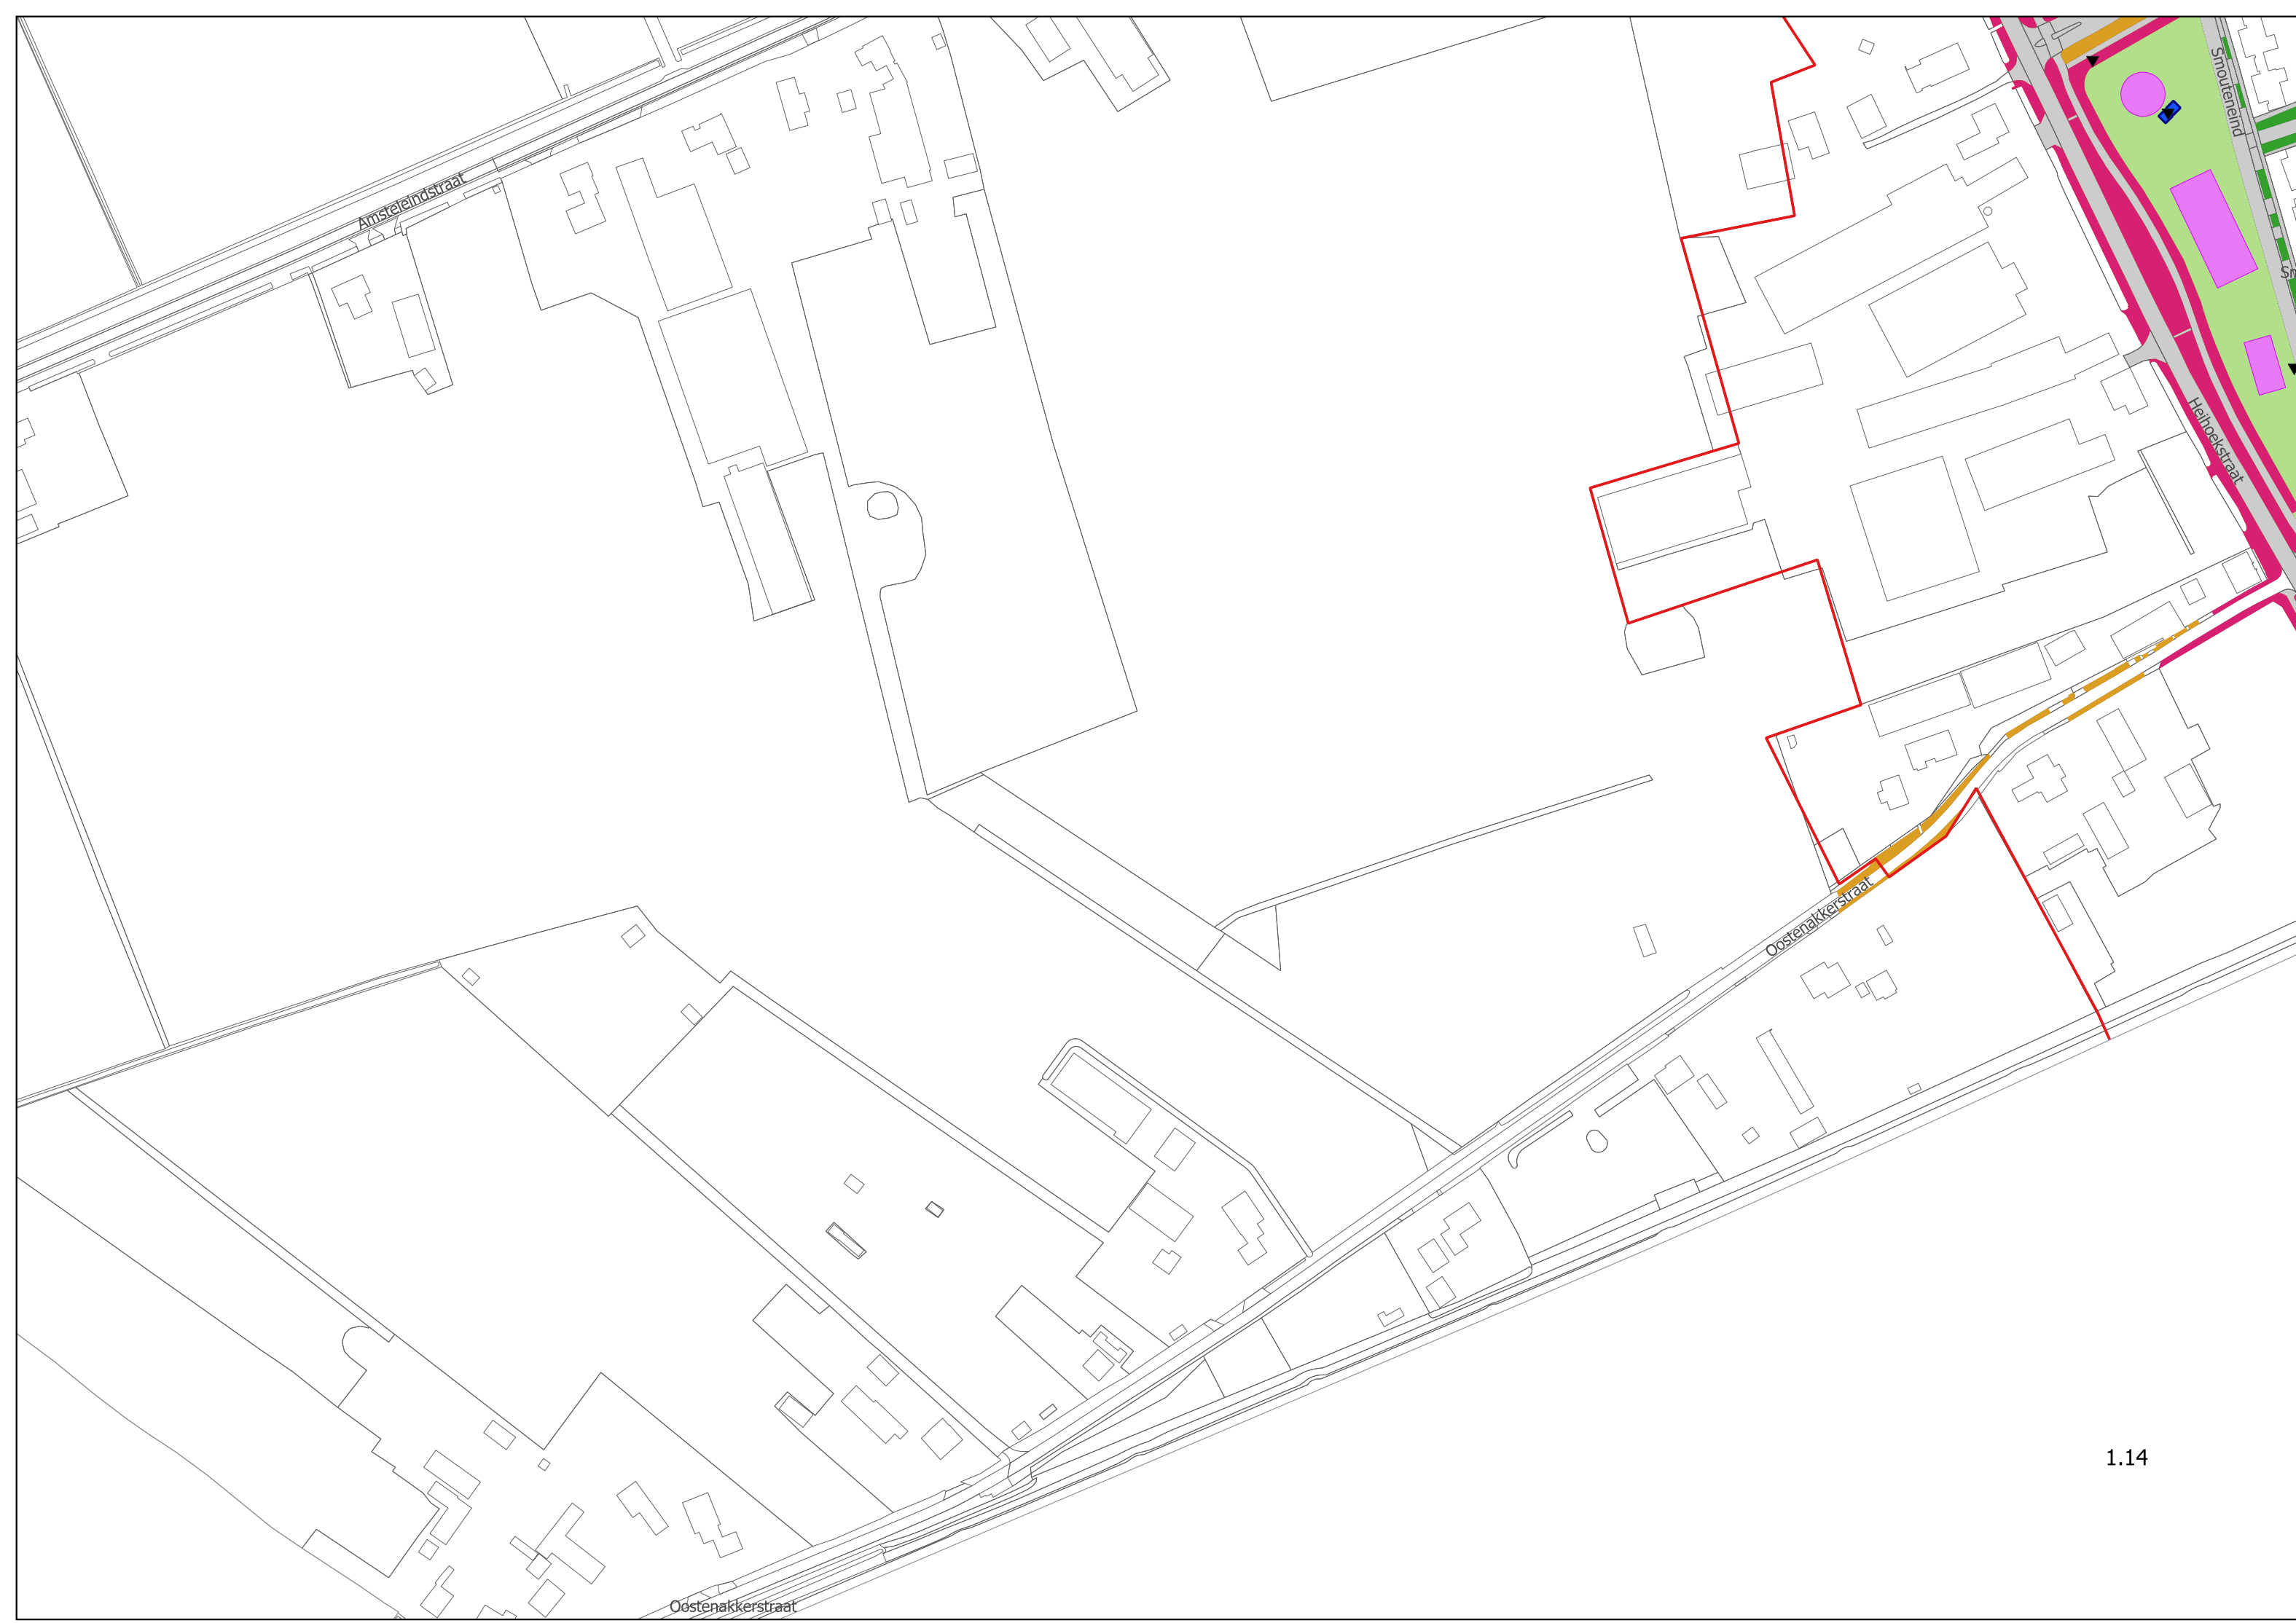 Smouteneind
Amsteleindstraat
Heihoekstraat
Oostenakkerstraat
1.14
Oostenakkerstraat